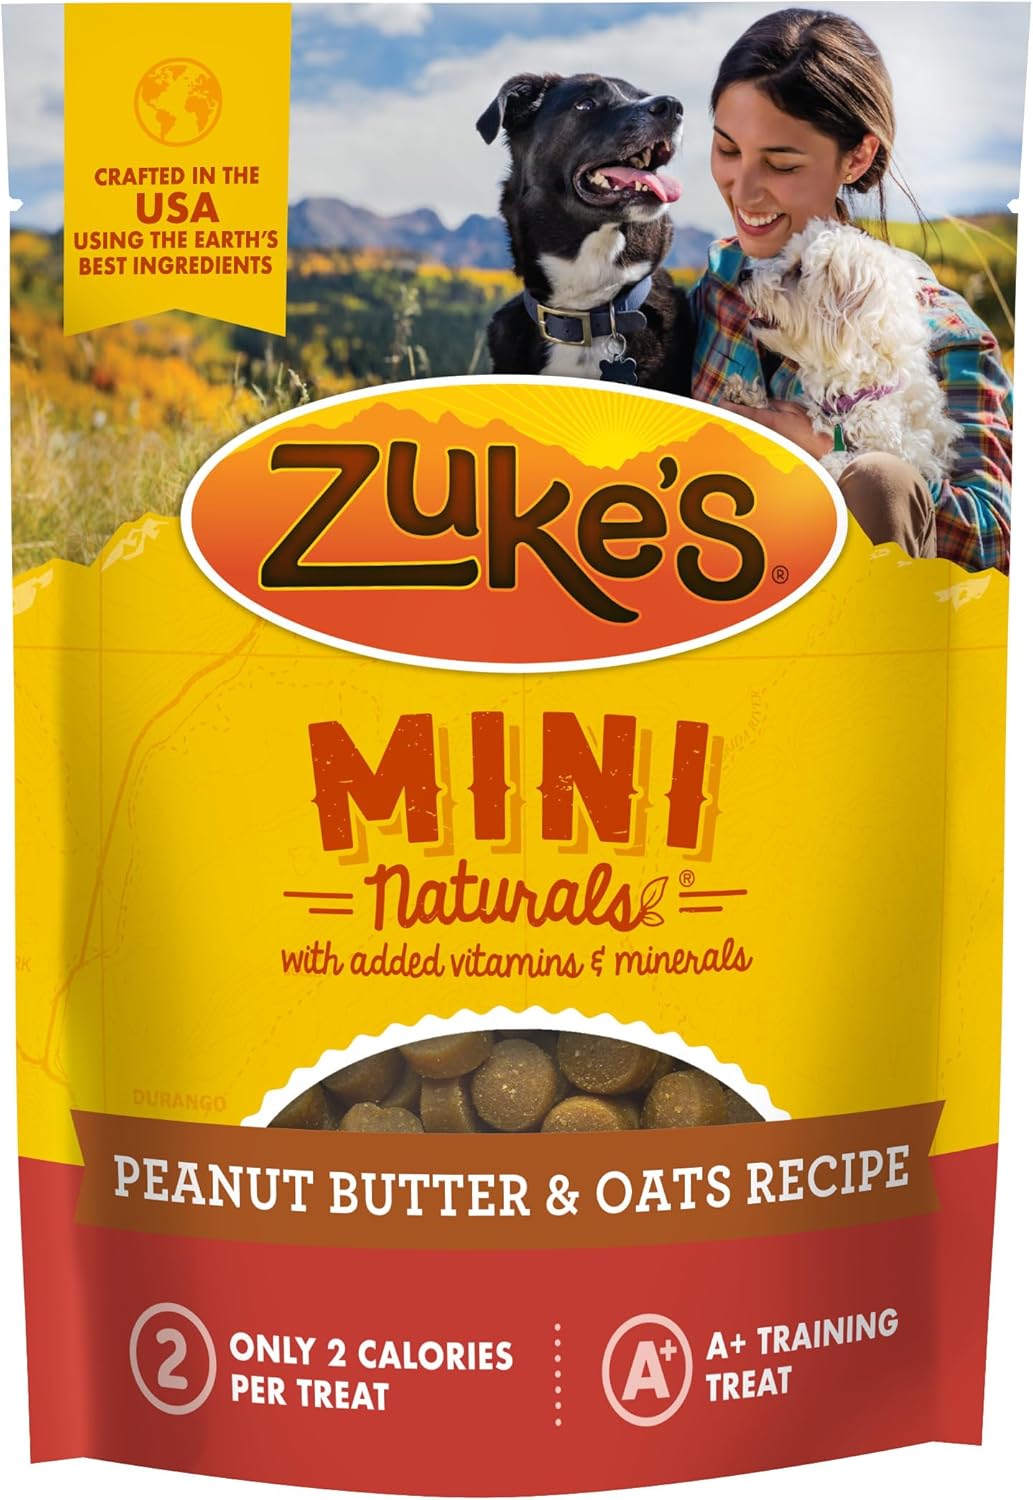 CRAFTED IN THE
USA
USING THE EARTH'S
BEST INGREDIENTS
Zuke's®
MINI
Naturals®
with added vitamins & minerals
DURANGO
PEANUT BUTTER & OATS RECIPE
2
ONLY 2 CALORIES
PER TREAT
A+
A+ TRAINING
TREAT